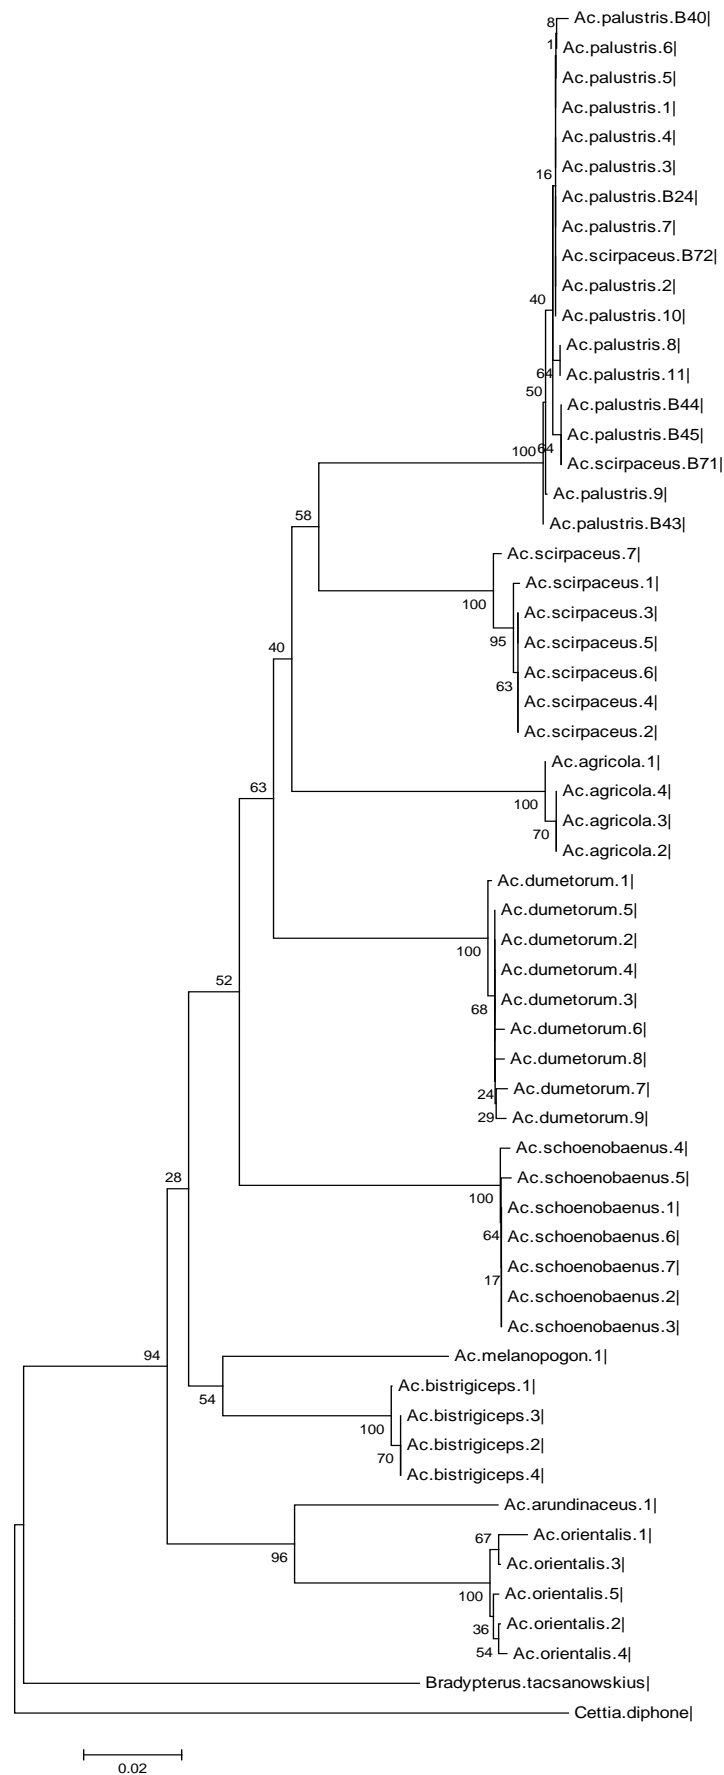 Ac.palustris.B40|
8
Ac.palustris.6|
1
Ac.palustris.5|
Ac.palustris.1|
Ac.palustris.4|
Ac.palustris.3|
16
Ac.palustris.B24|
Ac.palustris.7|
Ac.scirpaceus.B72|
Ac.palustris.2|
40
Ac.palustris.10|
Ac.palustris.8|
64
Ac.palustris.11|
50
Ac.palustris.B44|
Ac.palustris.B45|
100
64
Ac.scirpaceus.B71|
Ac.palustris.9|
58
Ac.palustris.B43|
Ac.scirpaceus.7|
Ac.scirpaceus.1|
100
Ac.scirpaceus.3|
95
Ac.scirpaceus.5|
40
Ac.scirpaceus.6|
63
Ac.scirpaceus.4|
Ac.scirpaceus.2|
Ac.agricola.1|
63
Ac.agricola.4|
100
Ac.agricola.3|
70
Ac.agricola.2|
Ac.dumetorum.1|
Ac.dumetorum.5|
Ac.dumetorum.2|
100
Ac.dumetorum.4|
52
Ac.dumetorum.3|
68
Ac.dumetorum.6|
Ac.dumetorum.8|
Ac.dumetorum.7|
24
Ac.dumetorum.9|
29
Ac.schoenobaenus.4|
28
Ac.schoenobaenus.5|
100
Ac.schoenobaenus.1|
64
Ac.schoenobaenus.6|
Ac.schoenobaenus.7|
17
Ac.schoenobaenus.2|
Ac.schoenobaenus.3|
94
Ac.melanopogon.1|
Ac.bistrigiceps.1|
54
Ac.bistrigiceps.3|
100
Ac.bistrigiceps.2|
70
Ac.bistrigiceps.4|
Ac.arundinaceus.1|
Ac.orientalis.1|
67
96
Ac.orientalis.3|
Ac.orientalis.5|
100
Ac.orientalis.2|
36
Ac.orientalis.4|
54
Bradypterus.tacsanowskius|
Cettia.diphone|
0.02